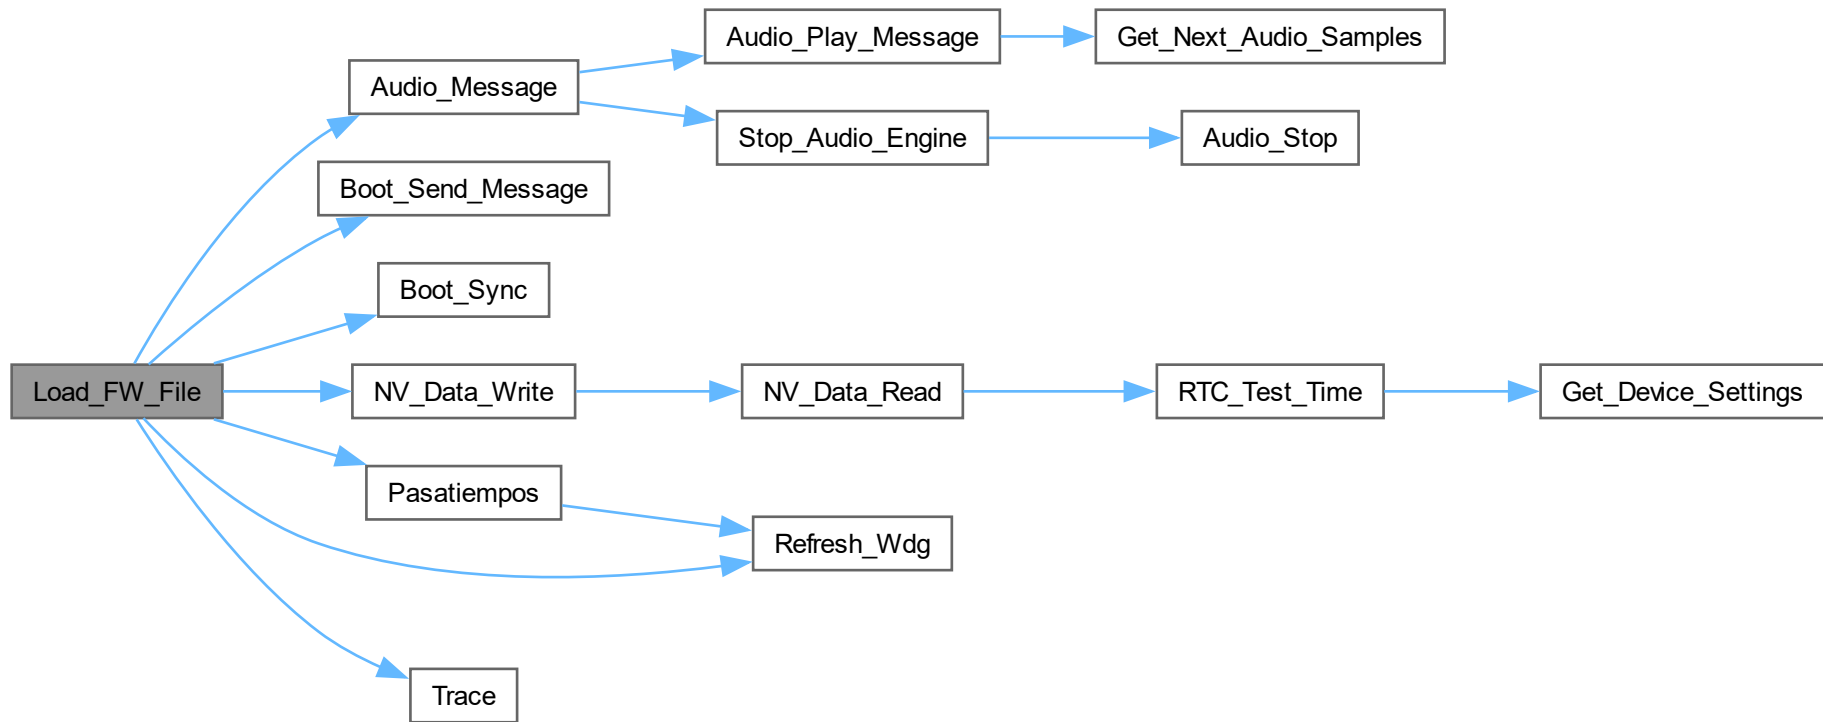 Audio_Play_Message
Get_Next_Audio_Samples
Audio_Message
Stop_Audio_Engine
Audio_Stop
Boot_Send_Message
Boot_Sync
Load_FW_File
NV_Data_Write
NV_Data_Read
RTC_Test_Time
Get_Device_Settings
Pasatiempos
Refresh_Wdg
Trace